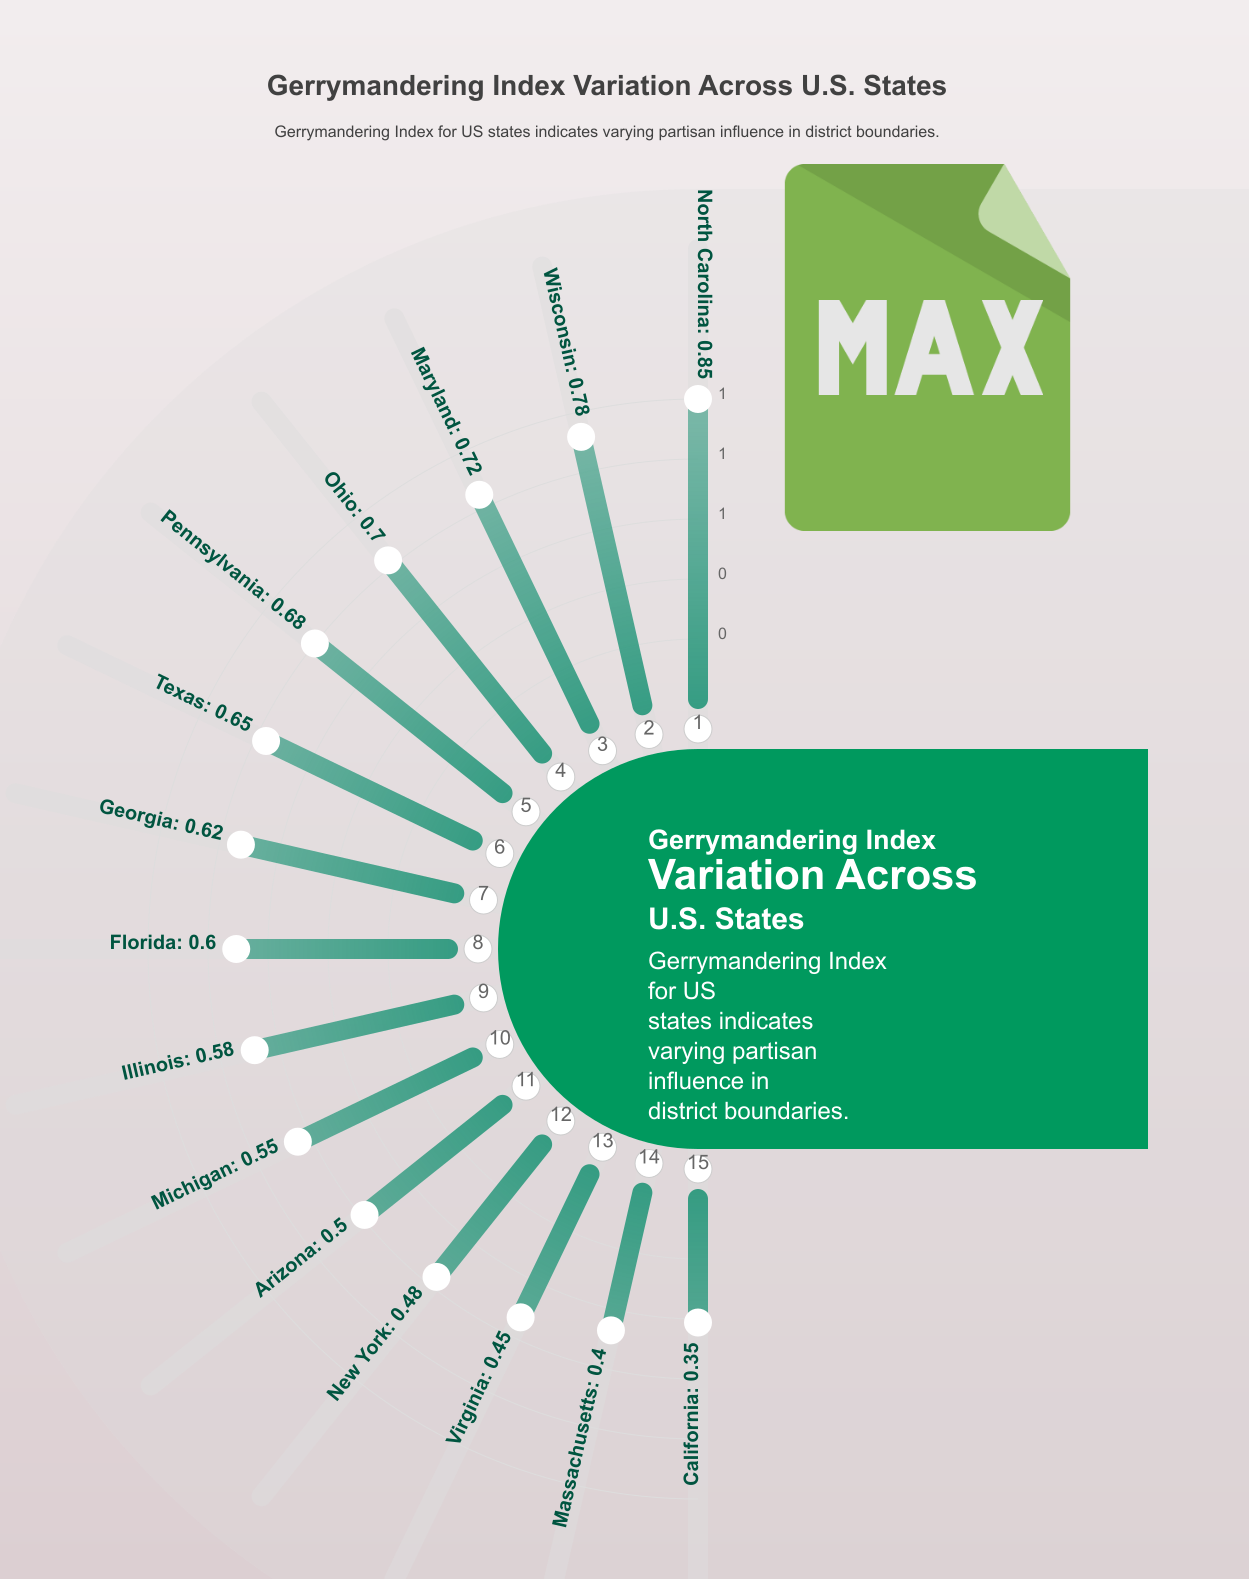 Gerrymandering Index Variation Across U.S. States
Gerrymandering Index for US states indicates varying partisan influence in district boundaries.
MAX
North Carolina: 0.85
Wisconsin: 0.78
Maryland: 0.72
Ohio: 0.7
Pennsylvania: 0.68
Texas: 0.65
Georgia: 0.62
Florida: 0.6
Illinois: 0.58
Michigan: 0.55
Arizona: 0.5
New York: 0.48
Virginia: 0.45
Massachusetts: 0.4
California: 0.35
1
1
1
0
0
1
2
3
4
5
6
7
8
9
10
11
12
13
14
15
Gerrymandering Index
Variation Across
U.S. States
Gerrymandering Index
for US
states indicates
varying partisan
influence in
district boundaries.